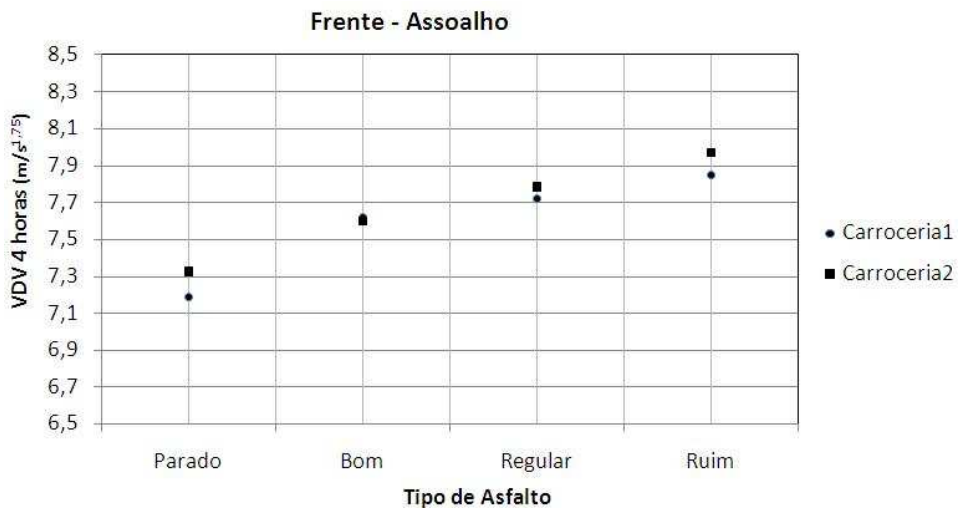 Frente - Assoalho
VDV 4 horas (m/s^1.75)
8,5
8,3
8,1
7,9
7,7
7,5
7,3
7,1
6,9
6,7
6,5
Parado Bom Regular Ruim
Tipo de Asfalto
Carroceria1
Carroceria2